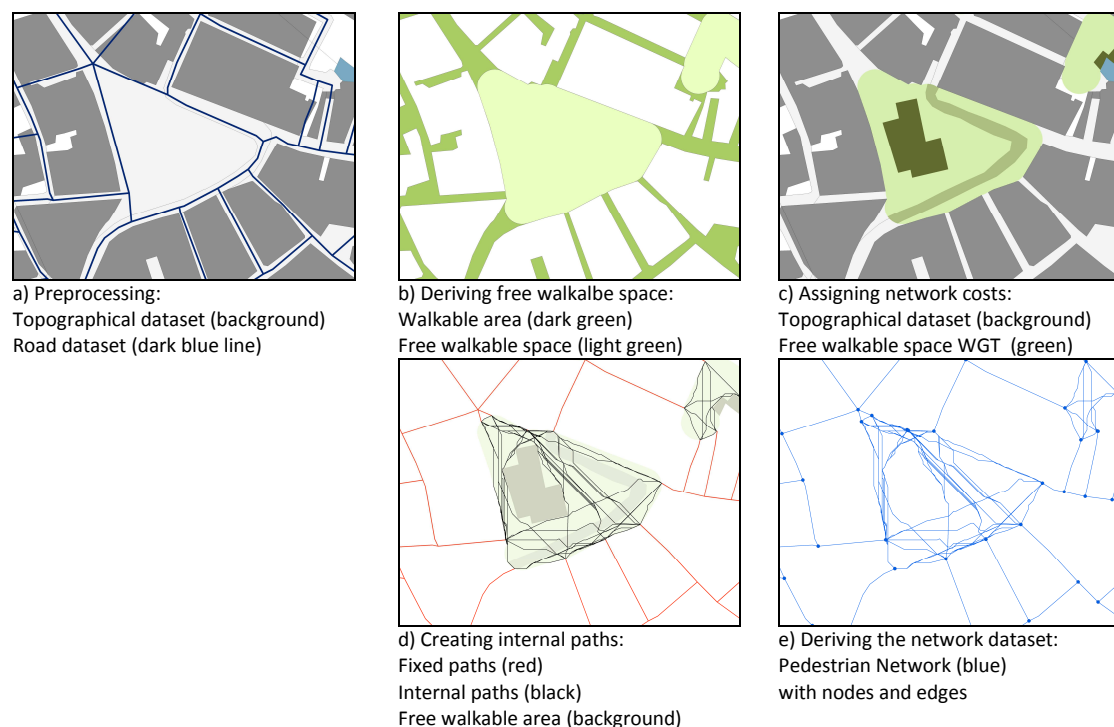 a) Preprocessing:
Topographical dataset (background)
Road dataset (dark blue line)
b) Deriving free walkalbe space:
Walkable area (dark green)
Free walkable space (light green)
c) Assigning network costs:
Topographical dataset (background)
Free walkable space WGT (green)
d) Creating internal paths:
Fixed paths (red)
Internal paths (black)
Free walkable area (background)
e) Deriving the network dataset:
Pedestrian Network (blue)
with nodes and edges